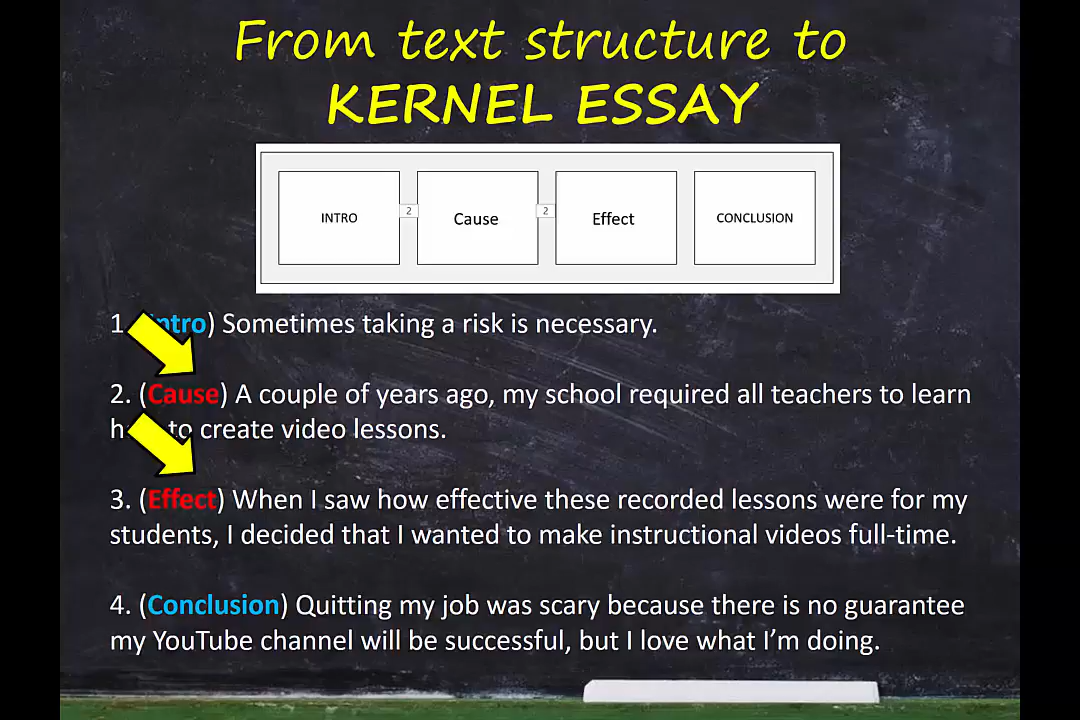 From text structure to
KERNEL ESSAY
INTRO 2 Cause 2 Effect CONCLUSION
1. (Intro) Sometimes taking a risk is necessary.
2. (Cause) A couple of years ago, my school required all teachers to learn
how to create video lessons.
3. (Effect) When I saw how effective these recorded lessons were for my
students, I decided that I wanted to make instructional videos full-time.
4. (Conclusion) Quitting my job was scary because there is no guarantee
my YouTube channel will be successful, but I love what I’m doing.